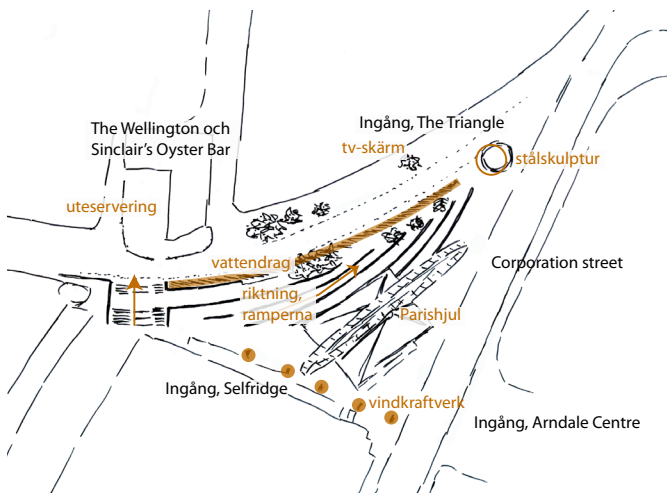 The Wellington och
Sinclair's Oyster Bar
Ingång, The Triangle
tv-skärm
stålskulptur
uteservering
vattendrag
Corporation street
riktning,
ramperna
Parishjul
Ingång, Selfridge
vindkraftverk
Ingång, Arndale Centre